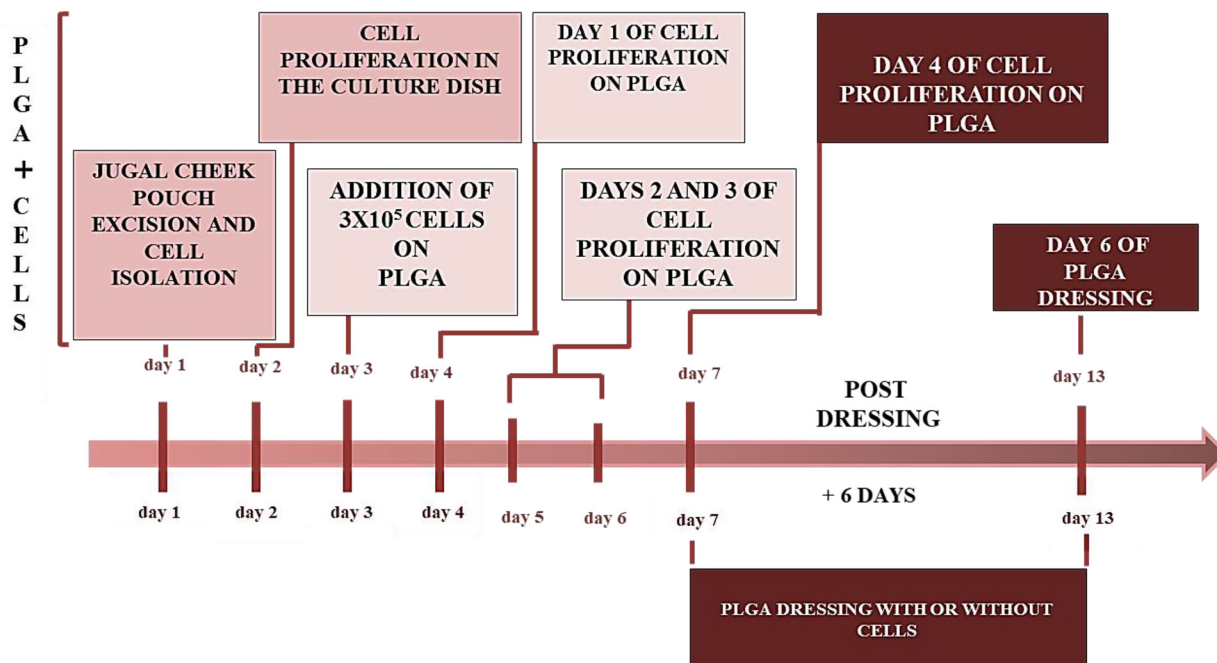 PLGA + CELLS
CELL
PROLIFERATION IN
THE CULTURE DISH
DAY 1 OF CELL
PROLIFERATION
ON PLGA
DAY 4 OF CELL
PROLIFERATION ON
PLGA
JUGAL CHEEK
POUCH
EXCISION AND
CELL
ISOLATION
ADDITION OF
3X10⁵ CELLS
ON
PLGA
DAYS 2 AND 3 OF
CELL
PROLIFERATION
ON PLGA
DAY 6 OF
PLGA
DRESSING
day 1
day 2
day 3
day 4
day 7
day 13
POST
DRESSING
+ 6 DAYS
day 1
day 2
day 3
day 4
day 5
day 6
day 7
day 13
PLGA DRESSING WITH OR WITHOUT
CELLS